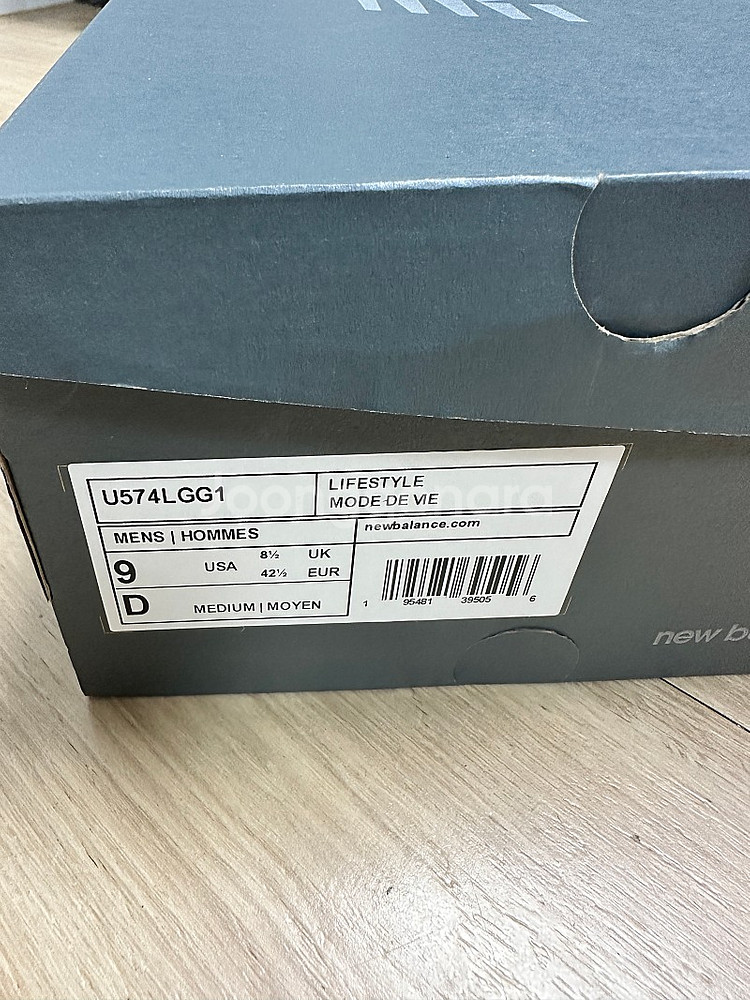 U574LGG1
LIFESTYLE
MODE DE VIE
MENS | HOMMES
newbalance.com
9 USA 8½ UK
42½ EUR
D MEDIUM | MOYEN
1 95481 39505 6
new b
Joonggonara